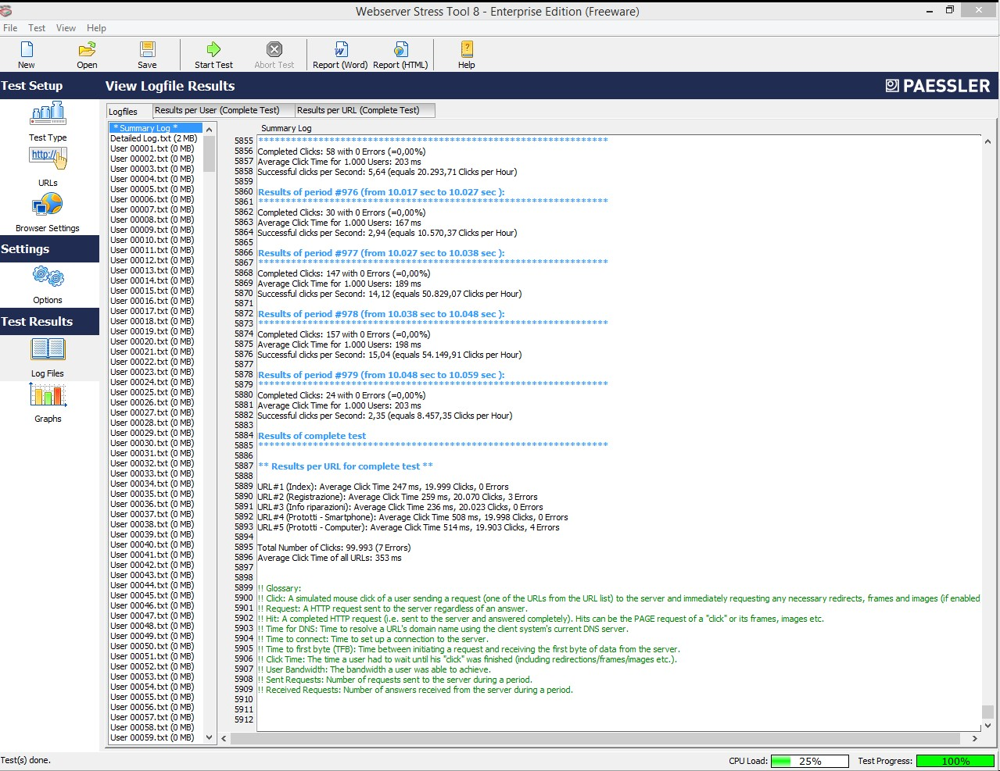 Webserver Stress Tool 8 - Enterprise Edition (Freeware)
File Test View Help
New Open Save Start Test Abort Test Report (Word) Report (HTML) Help
Test Setup
View Logfile Results
PAESSLER
Test Type
http://
URLs
Browser Settings
Settings
Options
Test Results
Log Files
Graphs
Logfiles Results per User (Complete Test) Results per URL (Complete Test)
* Summary Log *
Detailed Log.txt (2 MB)
User 00001.txt (0 MB)
User 00002.txt (0 MB)
User 00003.txt (0 MB)
User 00004.txt (0 MB)
User 00005.txt (0 MB)
User 00006.txt (0 MB)
User 00007.txt (0 MB)
User 00008.txt (0 MB)
User 00009.txt (0 MB)
User 00010.txt (0 MB)
User 00011.txt (0 MB)
User 00012.txt (0 MB)
User 00013.txt (0 MB)
User 00014.txt (0 MB)
User 00015.txt (0 MB)
User 00016.txt (0 MB)
User 00017.txt (0 MB)
User 00018.txt (0 MB)
User 00019.txt (0 MB)
User 00020.txt (0 MB)
User 00021.txt (0 MB)
User 00022.txt (0 MB)
User 00023.txt (0 MB)
User 00024.txt (0 MB)
User 00025.txt (0 MB)
User 00026.txt (0 MB)
User 00027.txt (0 MB)
User 00028.txt (0 MB)
User 00029.txt (0 MB)
User 00030.txt (0 MB)
User 00031.txt (0 MB)
User 00032.txt (0 MB)
User 00033.txt (0 MB)
User 00034.txt (0 MB)
User 00035.txt (0 MB)
User 00036.txt (0 MB)
User 00037.txt (0 MB)
User 00038.txt (0 MB)
User 00039.txt (0 MB)
User 00040.txt (0 MB)
User 00041.txt (0 MB)
User 00042.txt (0 MB)
User 00043.txt (0 MB)
User 00044.txt (0 MB)
User 00045.txt (0 MB)
User 00046.txt (0 MB)
User 00047.txt (0 MB)
User 00048.txt (0 MB)
User 00049.txt (0 MB)
User 00050.txt (0 MB)
User 00051.txt (0 MB)
User 00052.txt (0 MB)
User 00053.txt (0 MB)
User 00054.txt (0 MB)
User 00055.txt (0 MB)
User 00056.txt (0 MB)
User 00057.txt (0 MB)
User 00058.txt (0 MB)
User 00059.txt (0 MB)
Summary Log
5855 ****************************************************************
5856 Completed Clicks: 58 with 0 Errors (=0,00%)
5857 Average Click Time for 1.000 Users: 203 ms
5858 Successful clicks per Second: 5,64 (equals 20.293,71 Clicks per Hour)
5859
5860 Results of period #976 (from 10.017 sec to 10.027 sec ):
5861 ****************************************************************
5862 Completed Clicks: 30 with 0 Errors (=0,00%)
5863 Average Click Time for 1.000 Users: 167 ms
5864 Successful clicks per Second: 2,94 (equals 10.570,37 Clicks per Hour)
5865
5866 Results of period #977 (from 10.027 sec to 10.038 sec ):
5867 ****************************************************************
5868 Completed Clicks: 147 with 0 Errors (=0,00%)
5869 Average Click Time for 1.000 Users: 189 ms
5870 Successful clicks per Second: 14,12 (equals 50.829,07 Clicks per Hour)
5871
5872 Results of period #978 (from 10.038 sec to 10.048 sec ):
5873 ****************************************************************
5874 Completed Clicks: 157 with 0 Errors (=0,00%)
5875 Average Click Time for 1.000 Users: 198 ms
5876 Successful clicks per Second: 15,04 (equals 54.149,91 Clicks per Hour)
5877
5878 Results of period #979 (from 10.048 sec to 10.059 sec ):
5879 ****************************************************************
5880 Completed Clicks: 24 with 0 Errors (=0,00%)
5881 Average Click Time for 1.000 Users: 203 ms
5882 Successful clicks per Second: 2,35 (equals 8.457,35 Clicks per Hour)
5883
5884 Results of complete test
5885 ****************************************************************
5886
5887 ** Results per URL for complete test **
5888
5889 URL#1 (Index): Average Click Time 247 ms, 19.999 Clicks, 0 Errors
5890 URL#2 (Registrazione): Average Click Time 259 ms, 20.070 Clicks, 3 Errors
5891 URL#3 (Info riparazioni): Average Click Time 236 ms, 20.023 Clicks, 0 Errors
5892 URL#4 (Prototti - Smartphone): Average Click Time 508 ms, 19.998 Clicks, 0 Errors
5893 URL#5 (Prototti - Computer): Average Click Time 514 ms, 19.903 Clicks, 4 Errors
5894
5895 Total Number of Clicks: 99.993 (7 Errors)
5896 Average Click Time of all URLs: 353 ms
5897
5898
5899 !! Glossary:
5900 !! Click: A simulated mouse click of a user sending a request (one of the URLs from the URL list) to the server and immediately requesting any necessary redirects, frames and images (if enabled
5901 !! Request: A HTTP request sent to the server regardless of an answer.
5902 !! Hit: A completed HTTP request (i.e. sent to the server and answered completely). Hits can be the PAGE request of a "click" or its frames, images etc.
5903 !! Time for DNS: Time to resolve a URL's domain name using the client system's current DNS server.
5904 !! Time to connect: Time to set up a connection to the server.
5905 !! Time to first byte (TFB): Time between initiating a request and receiving the first byte of data from the server.
5906 !! Click Time: The time a user had to wait until his "click" was finished (including redirections/frames/images etc.).
5907 !! User Bandwidth: The bandwidth a user was able to achieve.
5908 !! Sent Requests: Number of requests sent to the server during a period.
5909 !! Received Requests: Number of answers received from the server during a period.
5910
5911
5912
Test(s) done.
CPU Load: 25% Test Progress: 100%